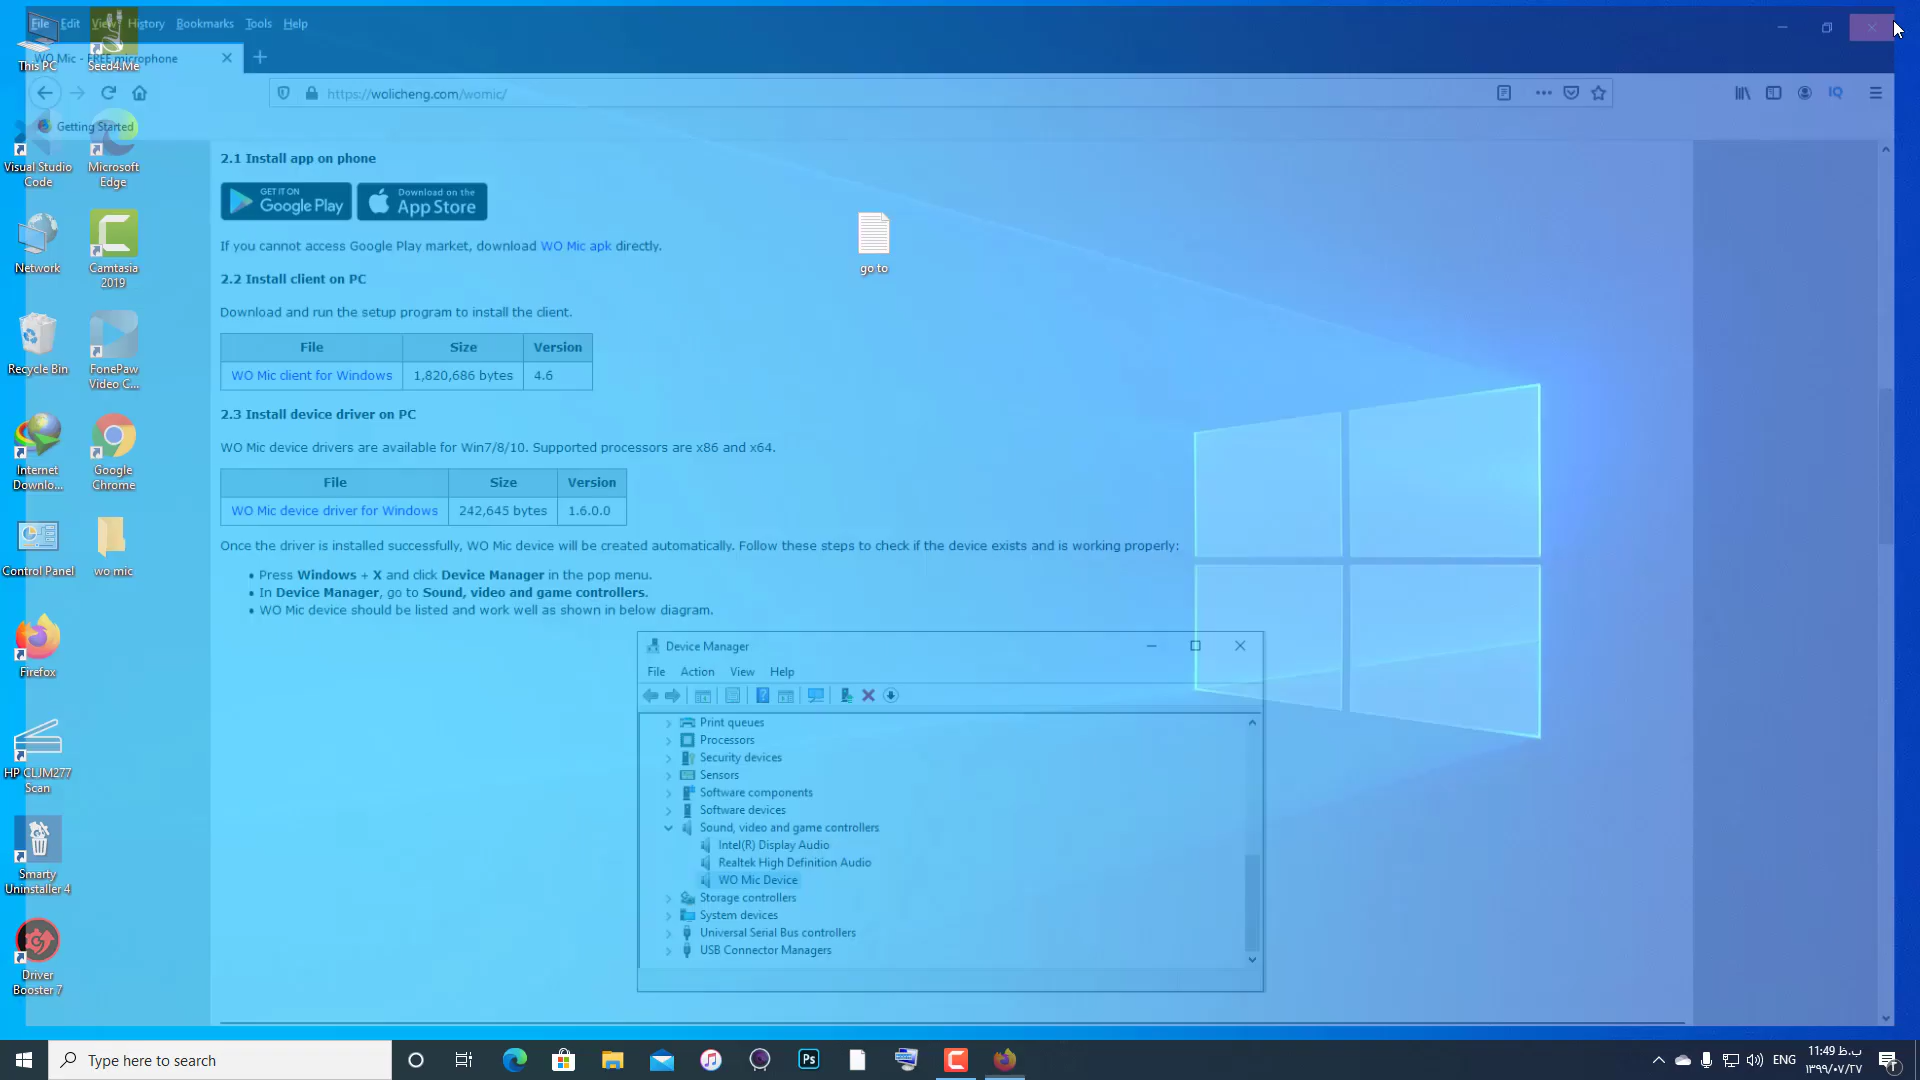 File Edit View History Bookmarks Tools Help
WO Mic - FREE microphone
https://wolicheng.com/womic/
IQ
Getting Started
This PC
Seed4.Me
Visual Studio
Code
Microsoft
Edge
Network
Camtasia
2019
Recycle Bin
FonePaw
Video C...
Internet
Downlo...
Google
Chrome
Control Panel
wo mic
Firefox
HP CLJM277
Scan
Smarty
Uninstaller 4
Driver
Booster 7
go to
2.1 Install app on phone
GET IT ON
Google Play
Download on the
App Store
If you cannot access Google Play market, download WO Mic apk directly.
2.2 Install client on PC
Download and run the setup program to install the client.
File Size Version
WO Mic client for Windows 1,820,686 bytes 4.6
2.3 Install device driver on PC
WO Mic device drivers are available for Win7/8/10. Supported processors are x86 and x64.
File Size Version
WO Mic device driver for Windows 242,645 bytes 1.6.0.0
Once the driver is installed successfully, WO Mic device will be created automatically. Follow these steps to check if the device exists and is working properly:
• Press Windows + X and click Device Manager in the pop menu.
• In Device Manager, go to Sound, video and game controllers.
• WO Mic device should be listed and work well as shown in below diagram.
Device Manager
File Action View Help
Print queues
Processors
Security devices
Sensors
Software components
Software devices
Sound, video and game controllers
Intel(R) Display Audio
Realtek High Definition Audio
WO Mic Device
Storage controllers
System devices
Universal Serial Bus controllers
USB Connector Managers
Type here to search
Ps
ENG
11:49 ب.ظ
۱۳۹۹/۰۷/۲۷